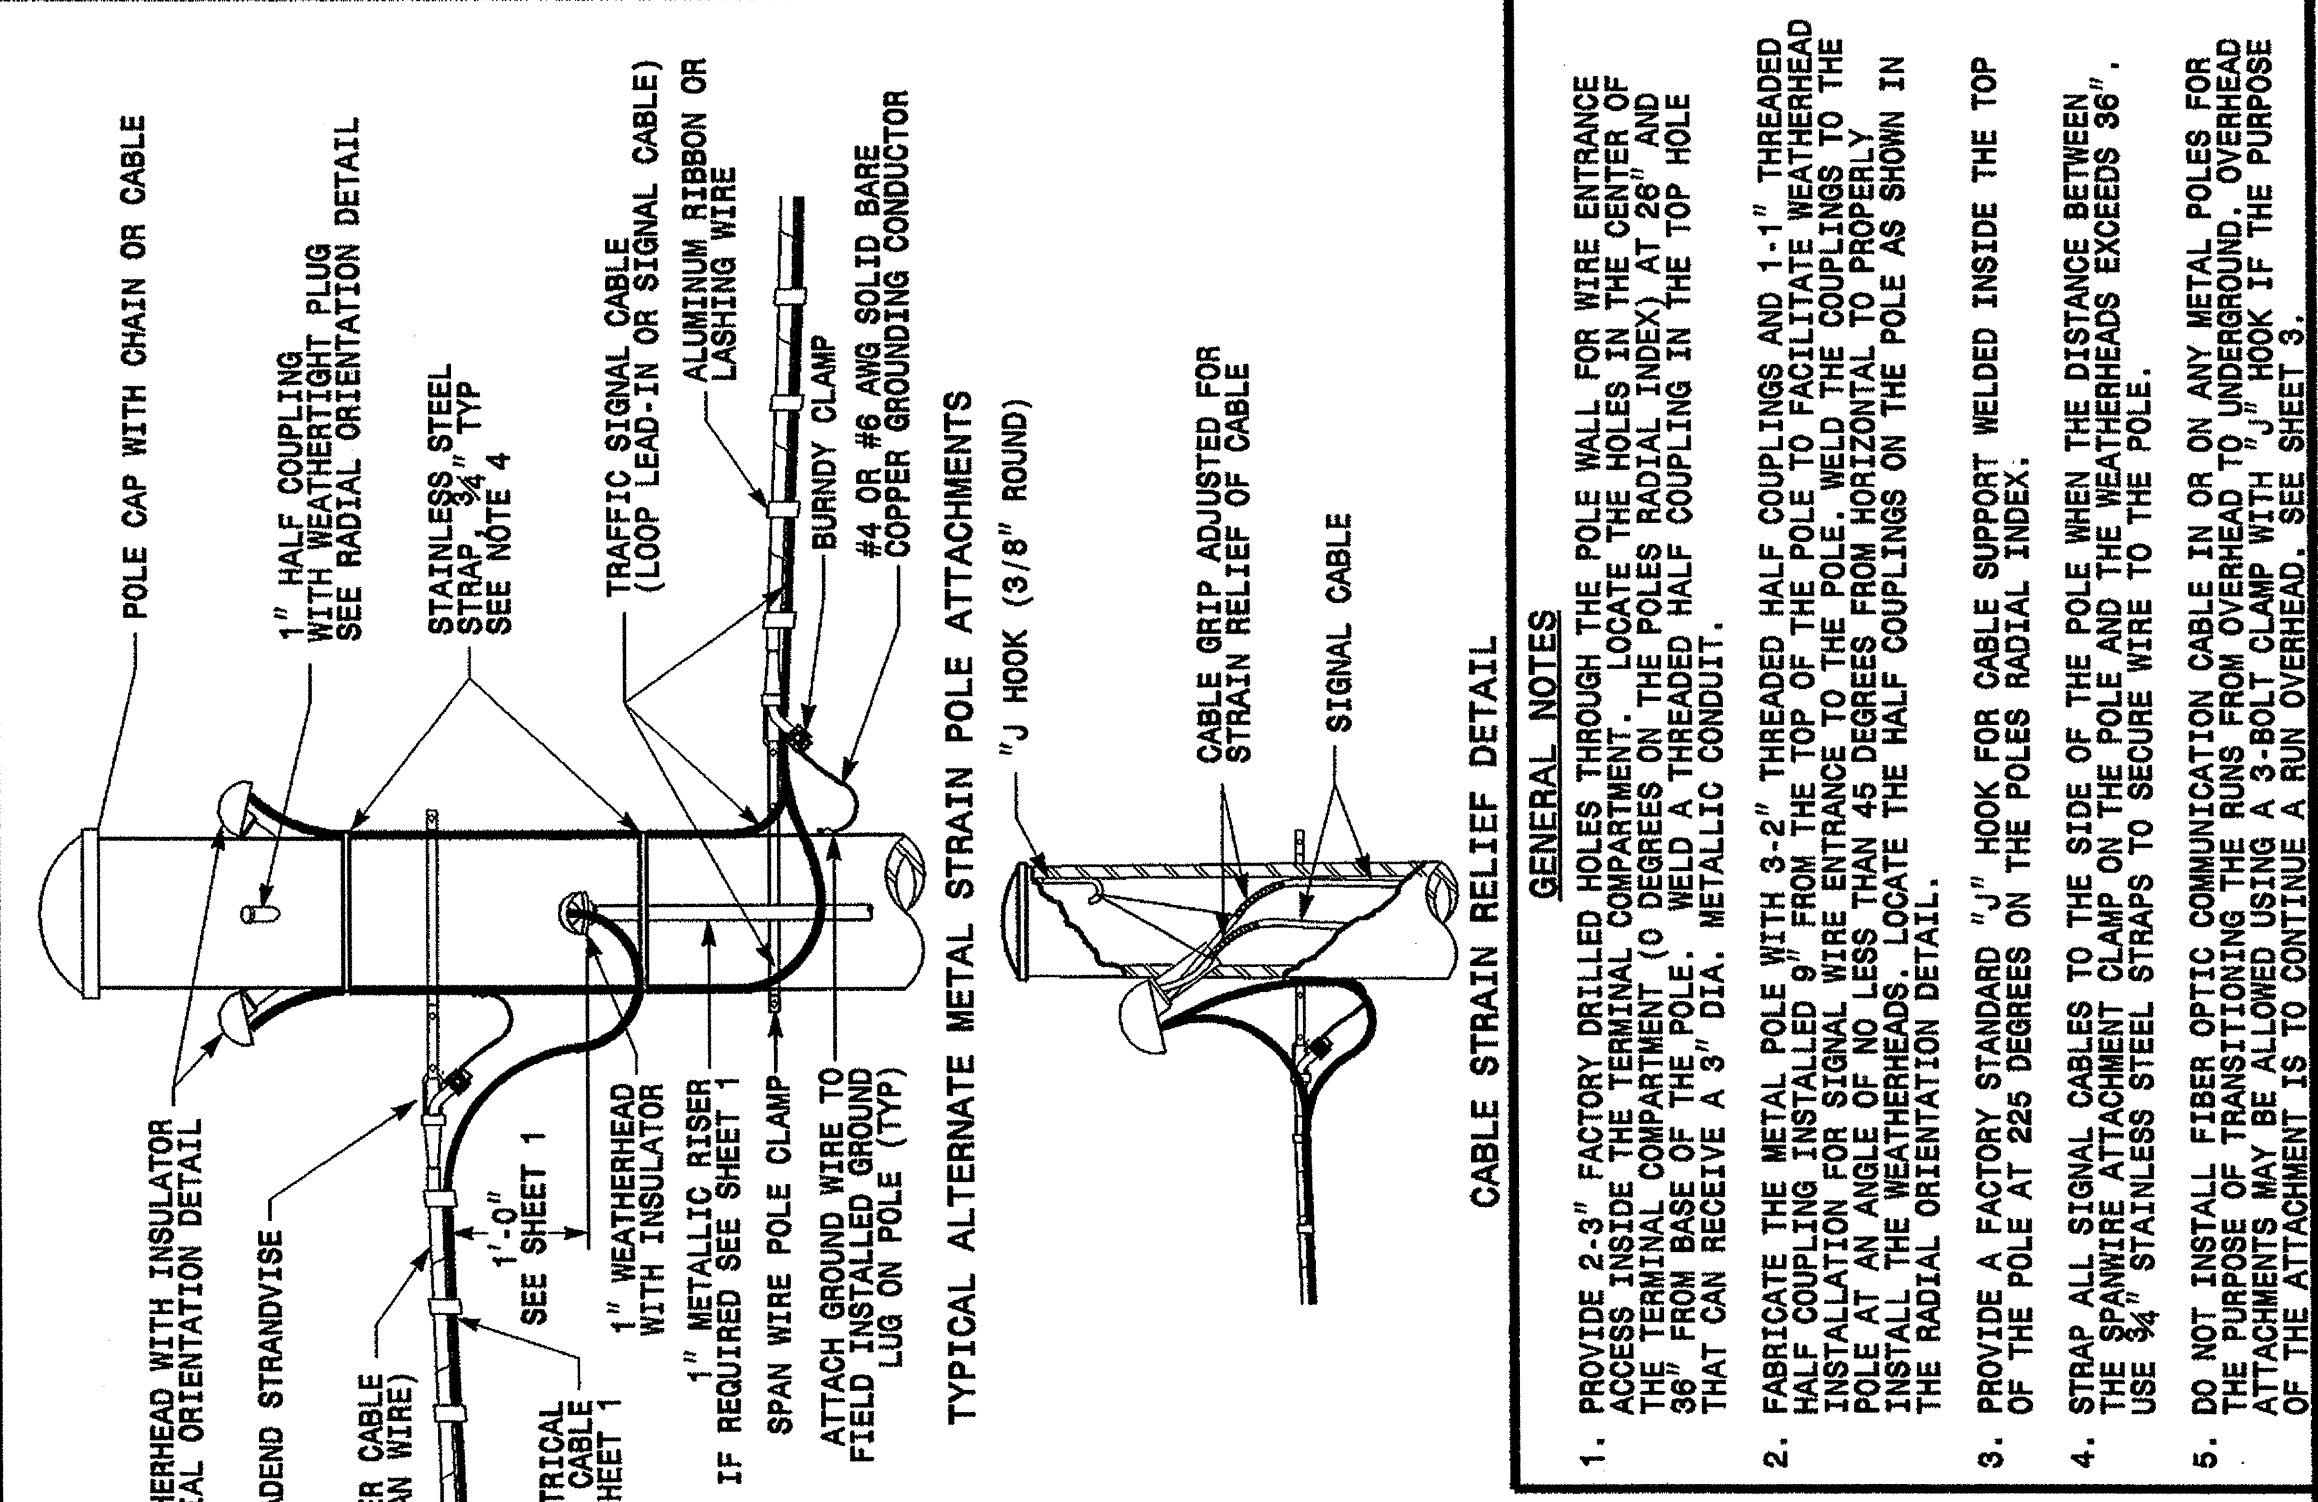 POLE CAP WITH CHAIN OR CABLE
1" HALF COUPLING
WITH WEATHERTIGHT PLUG
SEE RADIAL ORIENTATION DETAIL
STAINLESS STEEL
STRAP, 3/4" TYP
SEE NOTE 4
TRAFFIC SIGNAL CABLE
(LOOP LEAD-IN OR SIGNAL CABLE)
ALUMINUM RIBBON OR
LASHING WIRE
BURNDY CLAMP
#4 OR #6 AWG SOLID BARE
COPPER GROUNDING CONDUCTOR
HERHEAD WITH INSULATOR
IAL ORIENTATION DETAIL
ADEND STRANDVISE
ER CABLE
AN WIRE)
TRICAL
CABLE
HEET 1
1'-0"
SEE SHEET 1
1" WEATHERHEAD
WITH INSULATOR
1" METALLIC RISER
IF REQUIRED SEE SHEET 1
SPAN WIRE POLE CLAMP
ATTACH GROUND WIRE TO
FIELD INSTALLED GROUND
LUG ON POLE (TYP)
TYPICAL ALTERNATE METAL STRAIN POLE ATTACHMENTS
"J HOOK (3/8" ROUND)
CABLE GRIP ADJUSTED FOR
STRAIN RELIEF OF CABLE
SIGNAL CABLE
CABLE STRAIN RELIEF DETAIL
GENERAL NOTES
1. PROVIDE 2-3" FACTORY DRILLED HOLES THROUGH THE POLE WALL FOR WIRE ENTRANCE
ACCESS INSIDE THE TERMINAL COMPARTMENT. LOCATE THE HOLES IN THE CENTER OF
THE TERMINAL COMPARTMENT (0 DEGREES ON THE POLES RADIAL INDEX) AT 26" AND
36" FROM BASE OF THE POLE. WELD A THREADED HALF COUPLING IN THE TOP HOLE
THAT CAN RECEIVE A 3" DIA. METALLIC CONDUIT.
2. FABRICATE THE METAL POLE WITH 3-2" THREADED HALF COUPLINGS AND 1-1" THREADED
HALF COUPLING INSTALLED 9" FROM THE TOP OF THE POLE TO FACILITATE WEATHERHEAD
INSTALLATION FOR SIGNAL WIRE ENTRANCE TO THE POLE. WELD THE COUPLINGS TO THE
POLE AT AN ANGLE OF NO LESS THAN 45 DEGREES FROM HORIZONTAL TO PROPERLY
INSTALL THE WEATHERHEADS. LOCATE THE HALF COUPLINGS ON THE POLE AS SHOWN IN
THE RADIAL ORIENTATION DETAIL.
3. PROVIDE A FACTORY STANDARD "J" HOOK FOR CABLE SUPPORT WELDED INSIDE THE TOP
OF THE POLE AT 225 DEGREES ON THE POLES RADIAL INDEX.
4. STRAP ALL SIGNAL CABLES TO THE SIDE OF THE POLE WHEN THE DISTANCE BETWEEN
THE SPANWIRE ATTACHMENT CLAMP ON THE POLE AND THE WEATHERHEADS EXCEEDS 36".
USE 3/4" STAINLESS STEEL STRAPS TO SECURE WIRE TO THE POLE.
5. DO NOT INSTALL FIBER OPTIC COMMUNICATION CABLE IN OR ON ANY METAL POLES FOR
THE PURPOSE OF TRANSITIONING THE RUNS FROM OVERHEAD TO UNDERGROUND. OVERHEAD
ATTACHMENTS MAY BE ALLOWED USING A 3-BOLT CLAMP WITH "J" HOOK IF THE PURPOSE
OF THE ATTACHMENT IS TO CONTINUE A RUN OVERHEAD. SEE SHEET 3.